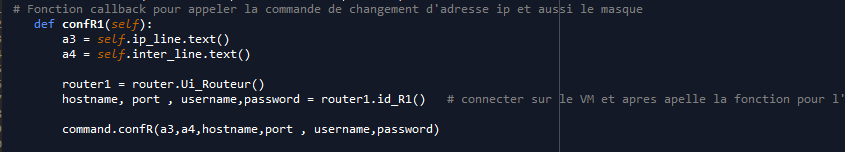 # Fonction callback pour appeler la commande de changement d'adresse ip et aussi le masque
def confR1(self):
a3 = self.ip_line.text()
a4 = self.inter_line.text()
router1 = router.Ui_Routeur()
hostname, port , username,password = router1.id_R1()   # connecter sur le VM et apres apelle la fonction pour l'
command.confR(a3,a4,hostname,port , username,password)